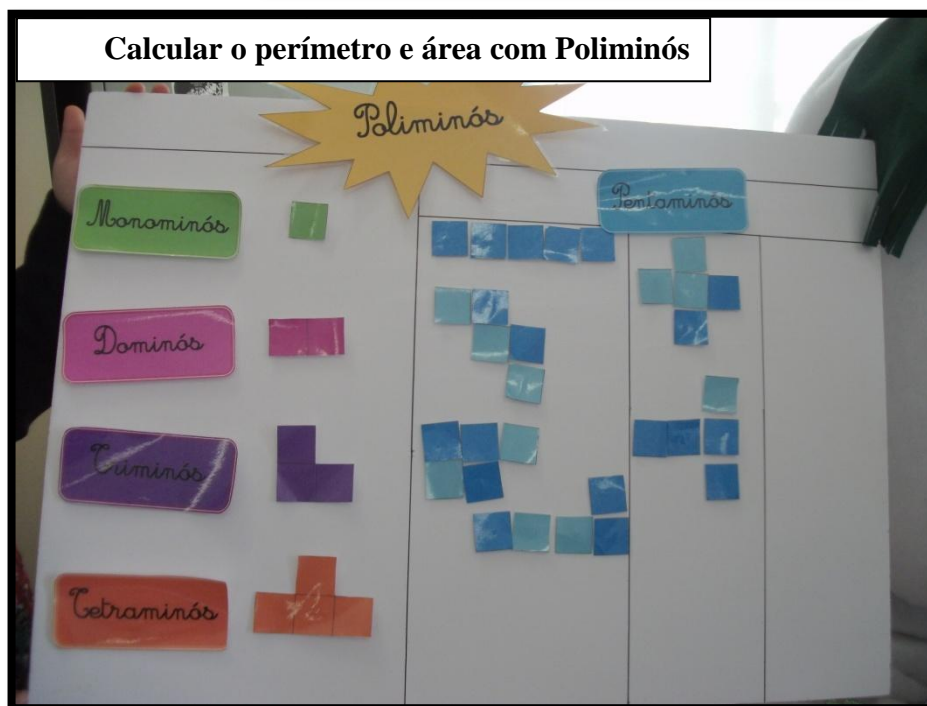 Calcular o perímetro e área com Poliminós
Poliminós
Pentaminós
Monominós
Dominós
Triminós
Tetraminós